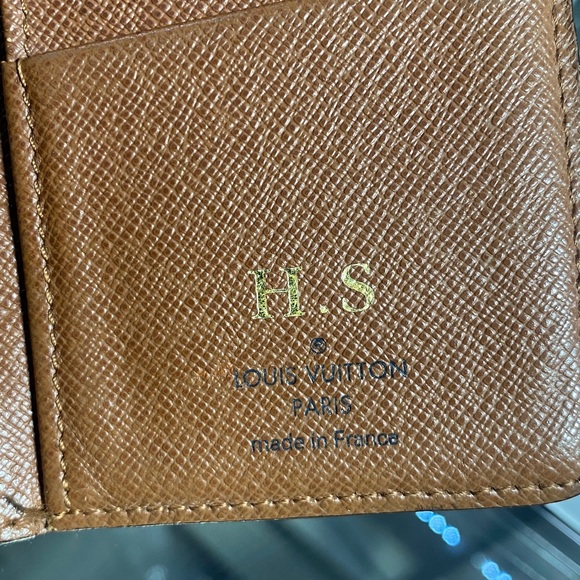 H.S
®
LOUIS VUITTON
PARIS
made in France